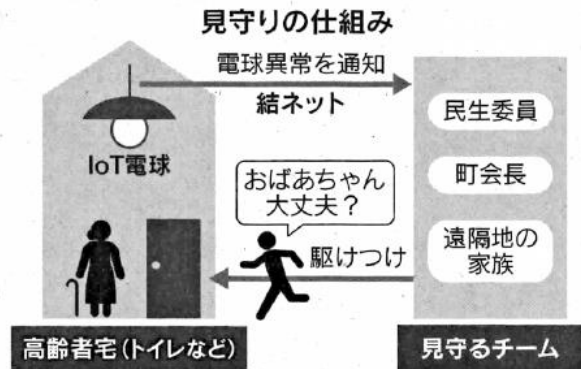 見守りの仕組み
電球異常を通知
結ネット
IoT電球
民生委員
町会長
遠隔地の
家族
おばあちゃん
大丈夫？
駆けつけ
高齢者宅（トイレなど）
見守るチーム